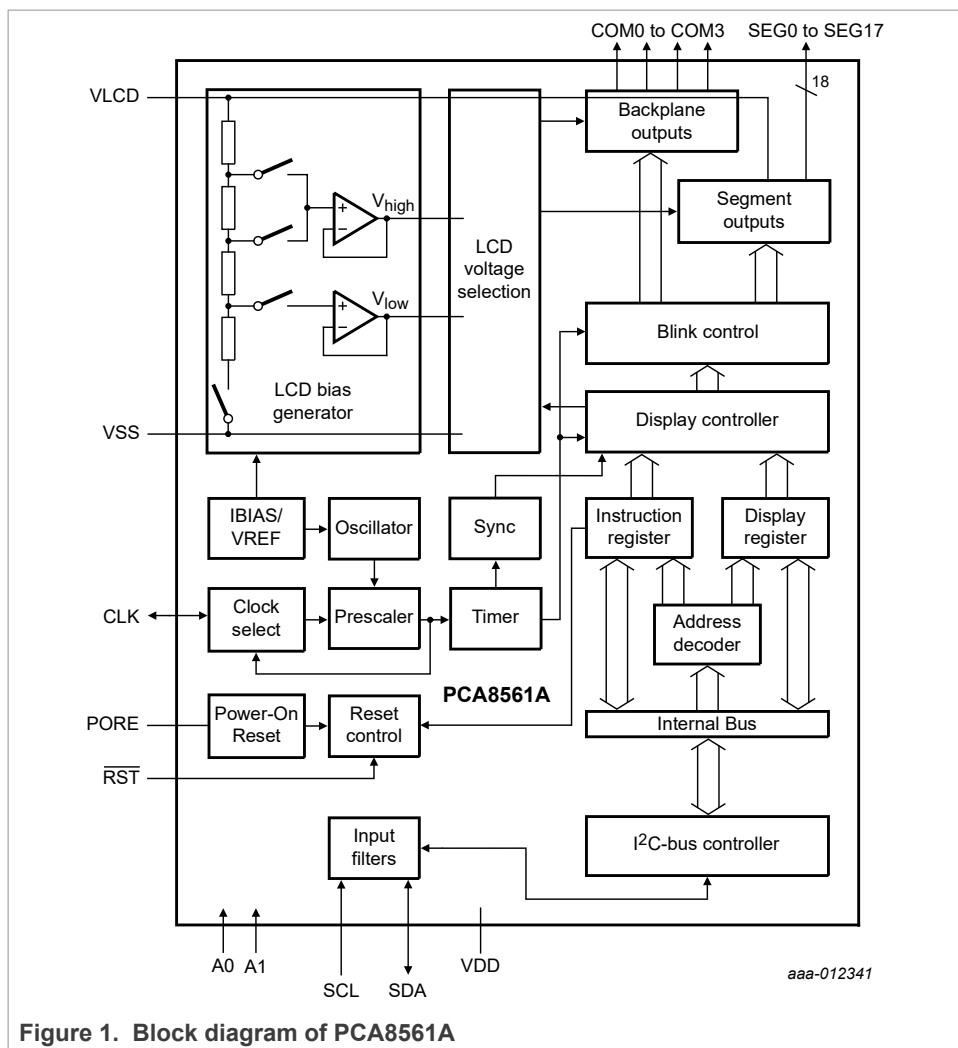 COM0 to COM3 SEG0 to SEG17
18
VLCD
Backplane
outputs
Segment
outputs
+
−
Vhigh
LCD
voltage
selection
+
−
Vlow
Blink control
LCD bias
generator
Display controller
VSS
IBIAS/
VREF
Oscillator
Sync
Instruction
register
Display
register
CLK
Clock
select
Prescaler
Timer
Address
decoder
PCA8561A
PORE
Power-On
Reset
Reset
control
Internal Bus
RST
Input
filters
I²C-bus controller
A0 A1
SCL SDA
VDD
aaa-012341
Figure 1. Block diagram of PCA8561A